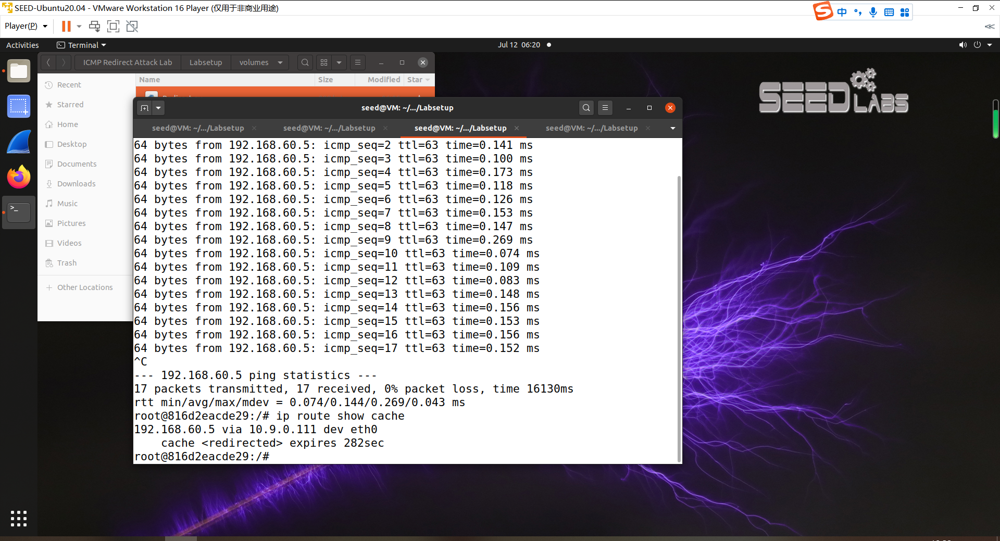 SEED-Ubuntu20.04 - VMware Workstation 16 Player (仅用于非商业用途)
中
Player(P)
Activities
Terminal
Jul 12 06:20
ICMP Redirect Attack Lab
Labsetup
volumes
Name
Size
Modified
Star
Recent
Starred
Home
Desktop
Documents
Downloads
Music
Pictures
Videos
Trash
Other Locations
SEED LABS
seed@VM: ~/.../Labsetup
seed@VM: ~/.../Labsetup
seed@VM: ~/.../Labsetup
seed@VM: ~/.../Labsetup
seed@VM: ~/.../Labsetup
64 bytes from 192.168.60.5: icmp_seq=2 ttl=63 time=0.141 ms
64 bytes from 192.168.60.5: icmp_seq=3 ttl=63 time=0.100 ms
64 bytes from 192.168.60.5: icmp_seq=4 ttl=63 time=0.173 ms
64 bytes from 192.168.60.5: icmp_seq=5 ttl=63 time=0.118 ms
64 bytes from 192.168.60.5: icmp_seq=6 ttl=63 time=0.126 ms
64 bytes from 192.168.60.5: icmp_seq=7 ttl=63 time=0.153 ms
64 bytes from 192.168.60.5: icmp_seq=8 ttl=63 time=0.147 ms
64 bytes from 192.168.60.5: icmp_seq=9 ttl=63 time=0.269 ms
64 bytes from 192.168.60.5: icmp_seq=10 ttl=63 time=0.074 ms
64 bytes from 192.168.60.5: icmp_seq=11 ttl=63 time=0.109 ms
64 bytes from 192.168.60.5: icmp_seq=12 ttl=63 time=0.083 ms
64 bytes from 192.168.60.5: icmp_seq=13 ttl=63 time=0.148 ms
64 bytes from 192.168.60.5: icmp_seq=14 ttl=63 time=0.156 ms
64 bytes from 192.168.60.5: icmp_seq=15 ttl=63 time=0.153 ms
64 bytes from 192.168.60.5: icmp_seq=16 ttl=63 time=0.156 ms
64 bytes from 192.168.60.5: icmp_seq=17 ttl=63 time=0.152 ms
^C
--- 192.168.60.5 ping statistics ---
17 packets transmitted, 17 received, 0% packet loss, time 16130ms
rtt min/avg/max/mdev = 0.074/0.144/0.269/0.043 ms
root@816d2eacde29:/# ip route show cache
192.168.60.5 via 10.9.0.111 dev eth0
    cache <redirected> expires 282sec
root@816d2eacde29:/#